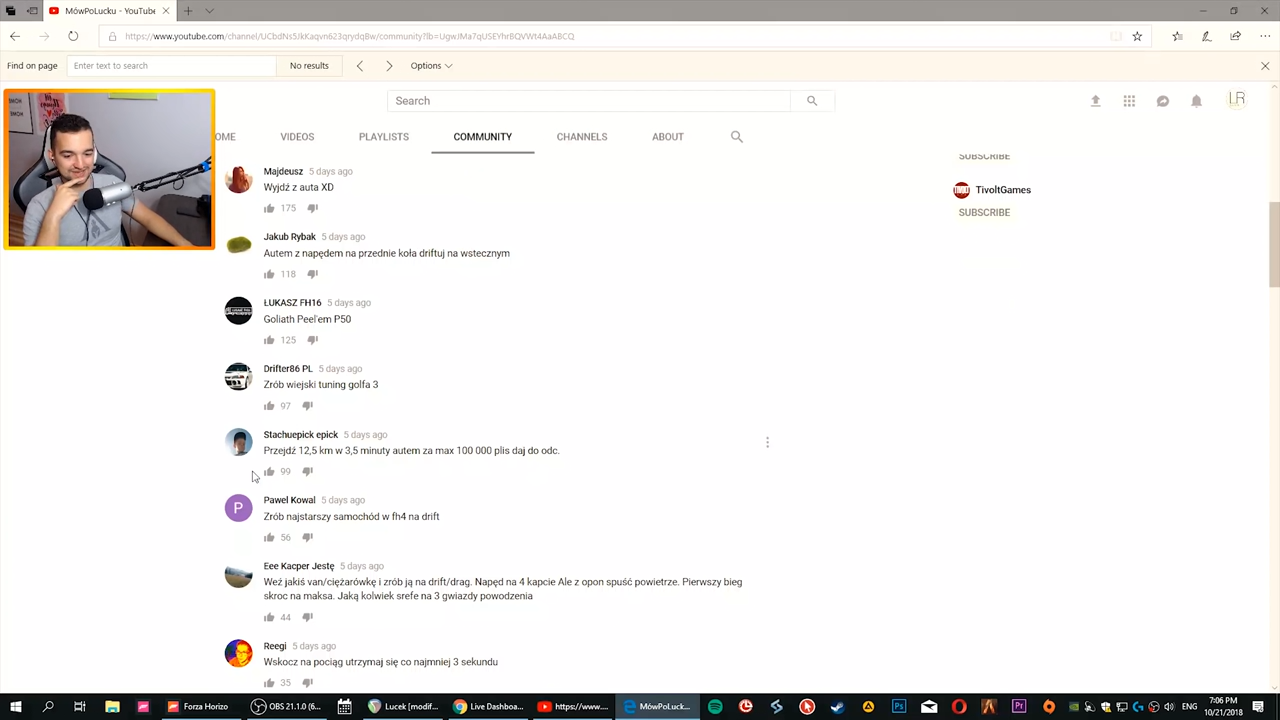 MówPoLucku - YouTube
https://www.youtube.com/channel/UCbdNs5JkKaqvn623qrydqBw/community?lb=UgwJMa7qUSEYhrBQVWt4AaABCQ
Find on page
Enter text to search
No results
Options
Search
LR
OME
VIDEOS
PLAYLISTS
COMMUNITY
CHANNELS
ABOUT
SUBSCRIBE
TivoltGames
SUBSCRIBE
Majdeusz 5 days ago
Wyjdź z auta XD
175
Jakub Rybak 5 days ago
Autem z napędem na przednie koła driftuj na wstecznym
118
ŁUKASZ FH16 5 days ago
Goliath Peel'em P50
125
Drifter86 PL 5 days ago
Zrób wiejski tuning golfa 3
97
Stachuepick epick 5 days ago
Przejdź 12,5 km w 3,5 minuty autem za max 100 000 plis daj do odc.
99
P
Paweł Kowal 5 days ago
Zrób najstarszy samochód w fh4 na drift
56
Eee Kacper Jestę 5 days ago
Weź jakiś van/ciężarówkę i zrób ją na drift/drag. Napęd na 4 kapcie Ale z opon spuść powietrze. Pierwszy bieg
skroc na maksa. Jaką kolwiek srefe na 3 gwiazdy powodzenia
44
Reegi 5 days ago
Wskocz na pociąg utrzymaj się co najmniej 3 sekundu
35
Forza Horizo
OBS 21.1.0 (6...
Lucek [modif...
Live Dashboa...
https://www....
MówPoLuck...
7:06 PM
10/21/2018